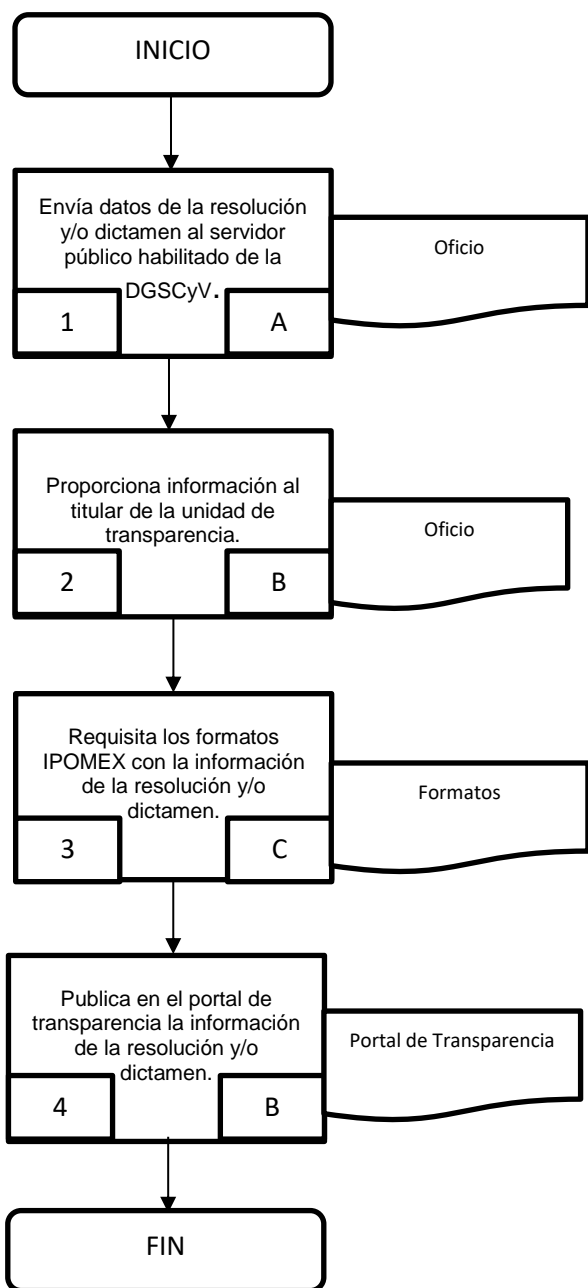 INICIO
Envía datos de la resolución
y/o dictamen al servidor
público habilitado de la
DGSCyV.
1
A
Oficio
Proporciona información al
titular de la unidad de
transparencia.
2
B
Oficio
Requisita los formatos
IPOMEX con la información
de la resolución y/o
dictamen.
3
C
Formatos
Publica en el portal de
transparencia la información
de la resolución y/o
dictamen.
4
B
Portal de Transparencia
FIN